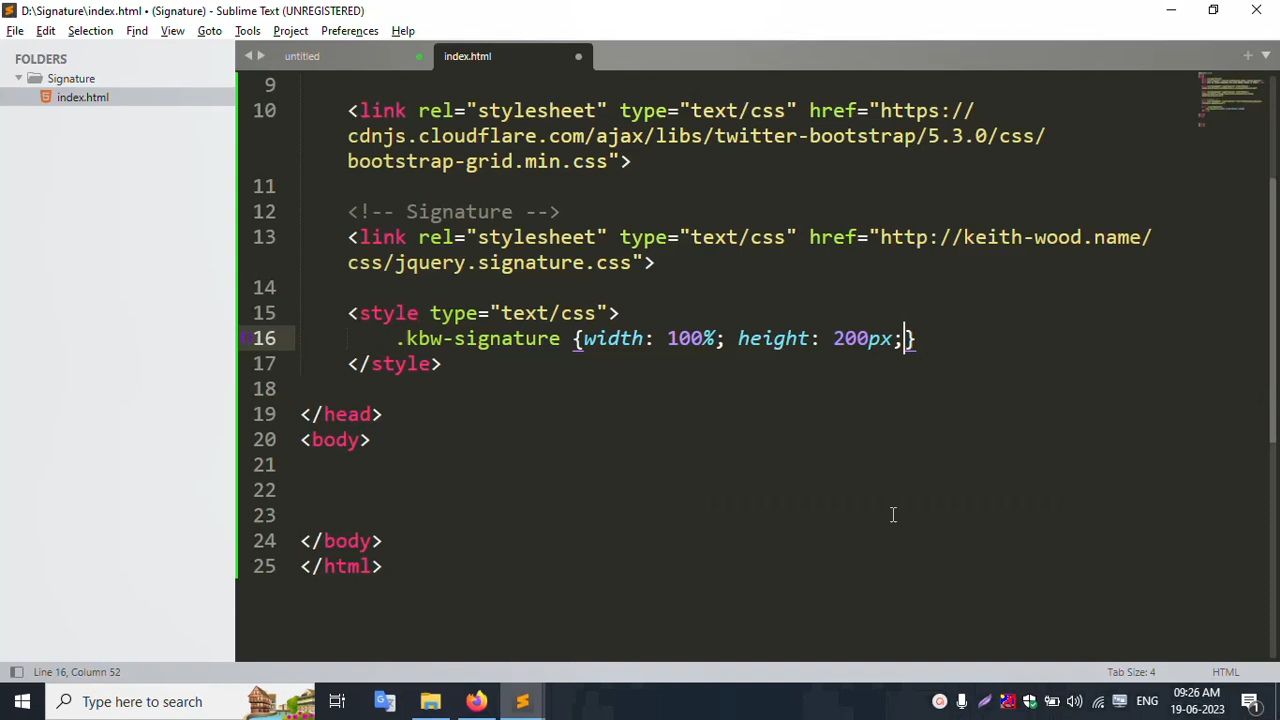 D:\Signature\index.html • (Signature) - Sublime Text (UNREGISTERED)
File Edit Selection Find View Goto Tools Project Preferences Help
FOLDERS
Signature
index.html
untitled index.html
9
10 <link rel="stylesheet" type="text/css" href="https://
cdnjs.cloudflare.com/ajax/libs/twitter-bootstrap/5.3.0/css/
bootstrap-grid.min.css">
11
12 <!-- Signature -->
13 <link rel="stylesheet" type="text/css" href="http://keith-wood.name/
css/jquery.signature.css">
14
15 <style type="text/css">
16 .kbw-signature {width: 100%; height: 200px;}
17 </style>
18
19 </head>
20 <body>
21
22
23
24 </body>
25 </html>
Line 16, Column 52 Tab Size: 4 HTML
Type here to search
ENG
09:26 AM
19-06-2023